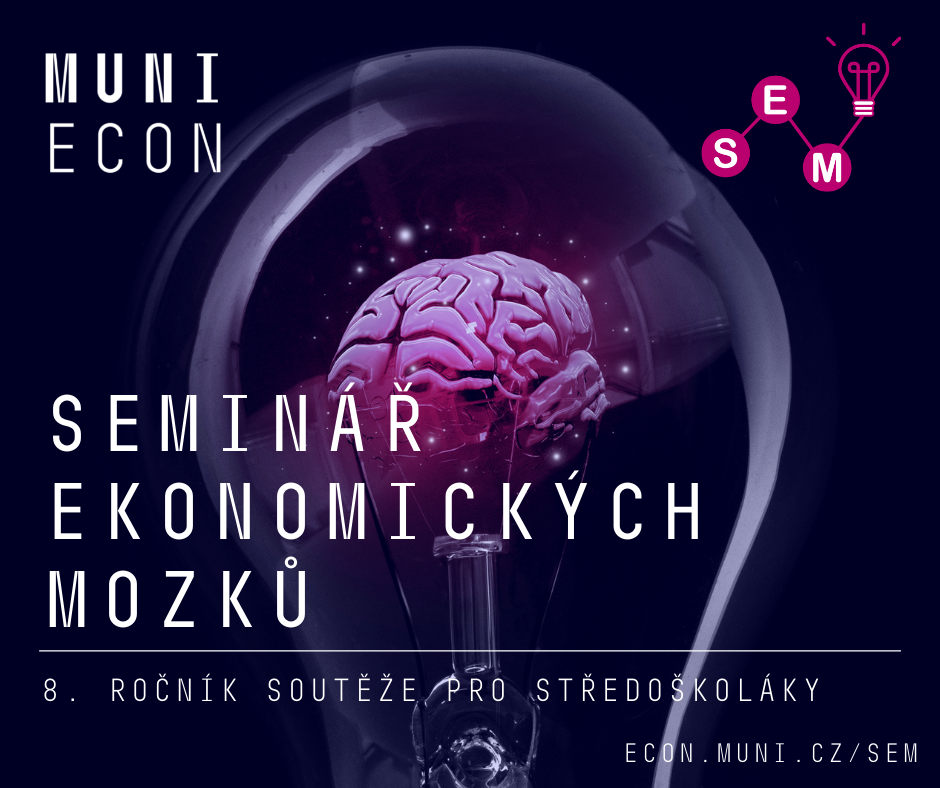 MUNI
ECON
S E M
SEMINÁŘ
EKONOMICKÝCH
MOZKŮ
8. ROČNÍK SOUTĚŽE PRO STŘEDOŠKOLÁKY
ECON.MUNI.CZ/SEM